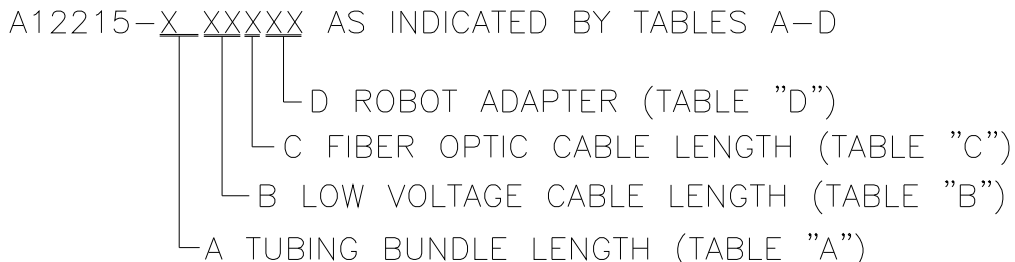 A12215-X XXXXX AS INDICATED BY TABLES A-D
D ROBOT ADAPTER (TABLE "D")
C FIBER OPTIC CABLE LENGTH (TABLE "C")
B LOW VOLTAGE CABLE LENGTH (TABLE "B")
A TUBING BUNDLE LENGTH (TABLE "A")